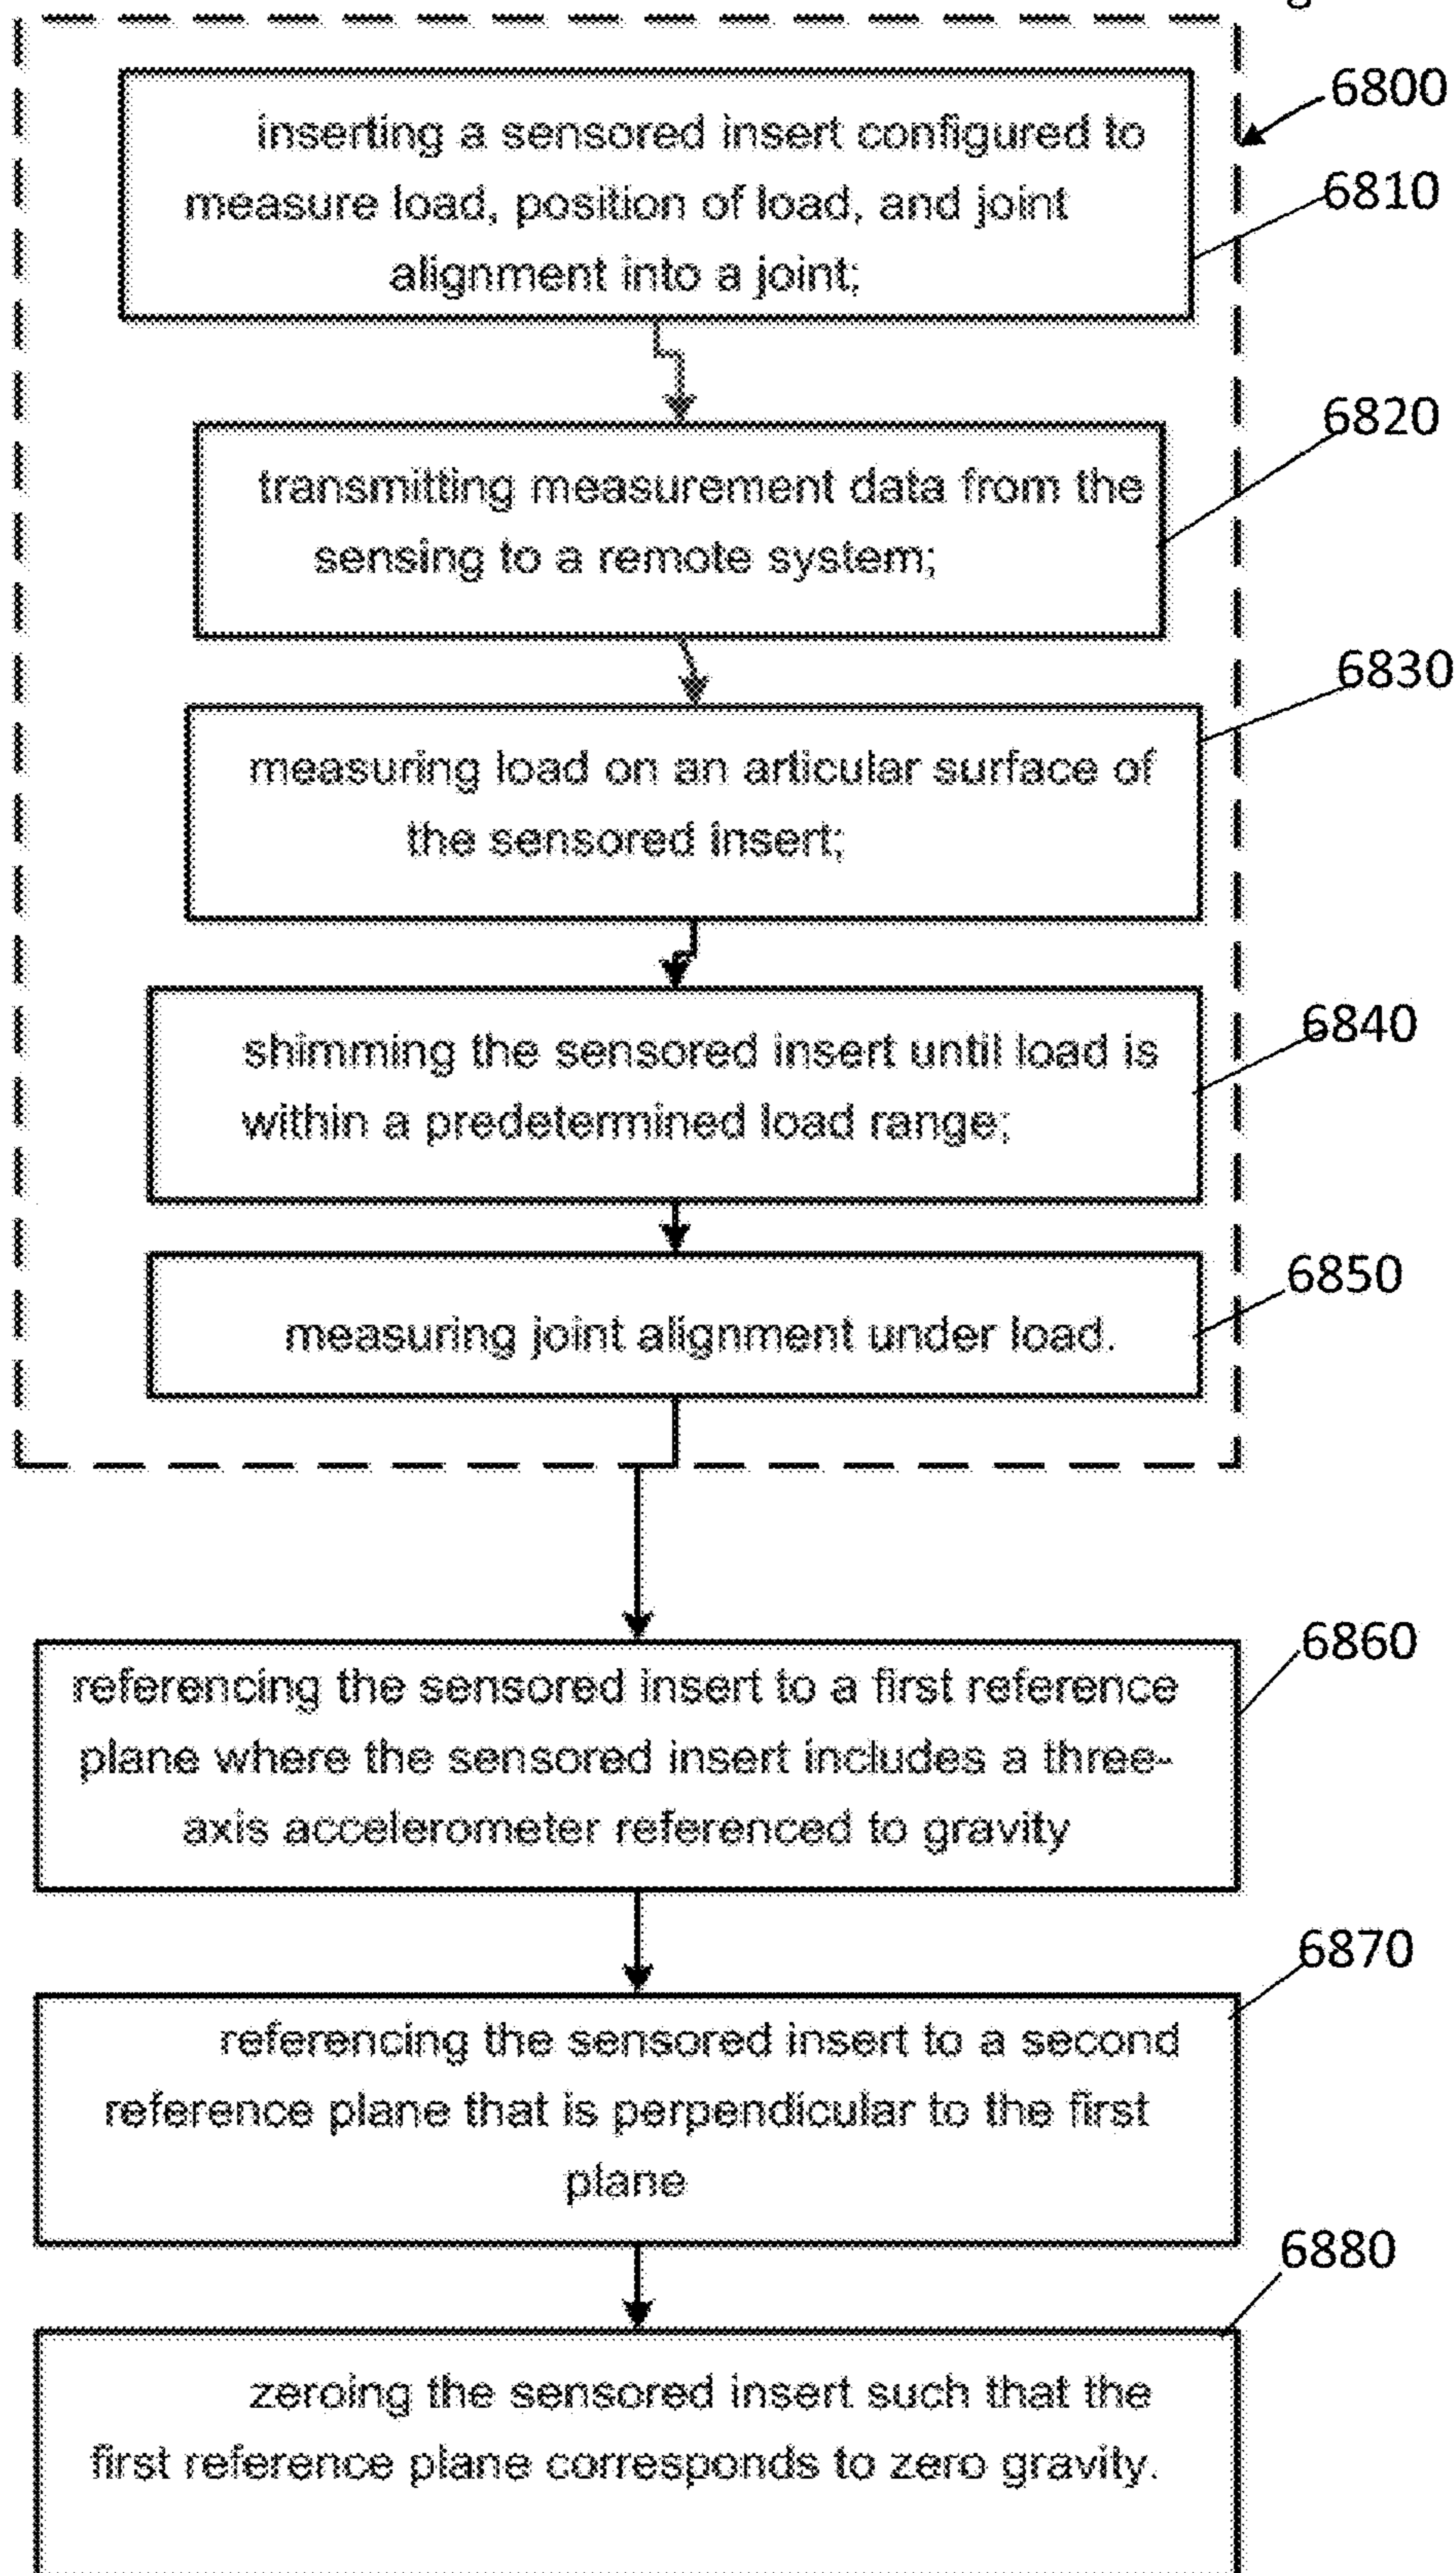 6800
inserting a sensored insert configured to
measure load, position of load, and joint
alignment into a joint;
6810
transmitting measurement data from the
sensing to a remote system;
6820
measuring load on an articular surface of
the sensored insert;
6830
shimming the sensored insert until load is
within a predetermined load range;
6840
measuring joint alignment under load.
6850
referencing the sensored insert to a first reference
plane where the sensored insert includes a three-
axis accelerometer referenced to gravity
6860
referencing the sensored insert to a second
reference plane that is perpendicular to the first
plane
6870
zeroing the sensored insert such that the
first reference plane corresponds to zero gravity.
6880